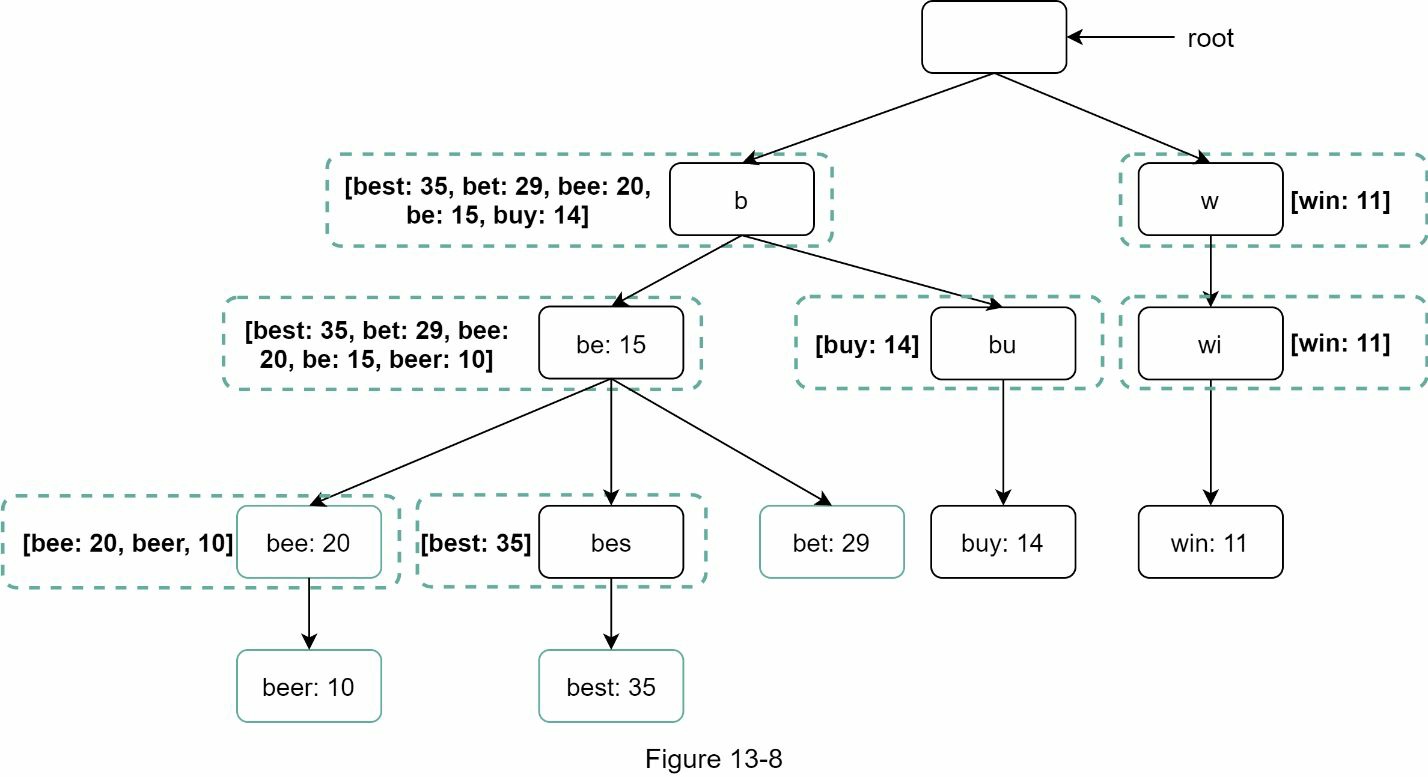 root
[best: 35, bet: 29, bee: 20,
be: 15, buy: 14]
b
w
[win: 11]
[best: 35, bet: 29, bee:
20, be: 15, beer: 10]
be: 15
[buy: 14]
bu
wi
[win: 11]
[bee: 20, beer, 10]
bee: 20
[best: 35]
bes
bet: 29
buy: 14
win: 11
beer: 10
best: 35
Figure 13-8